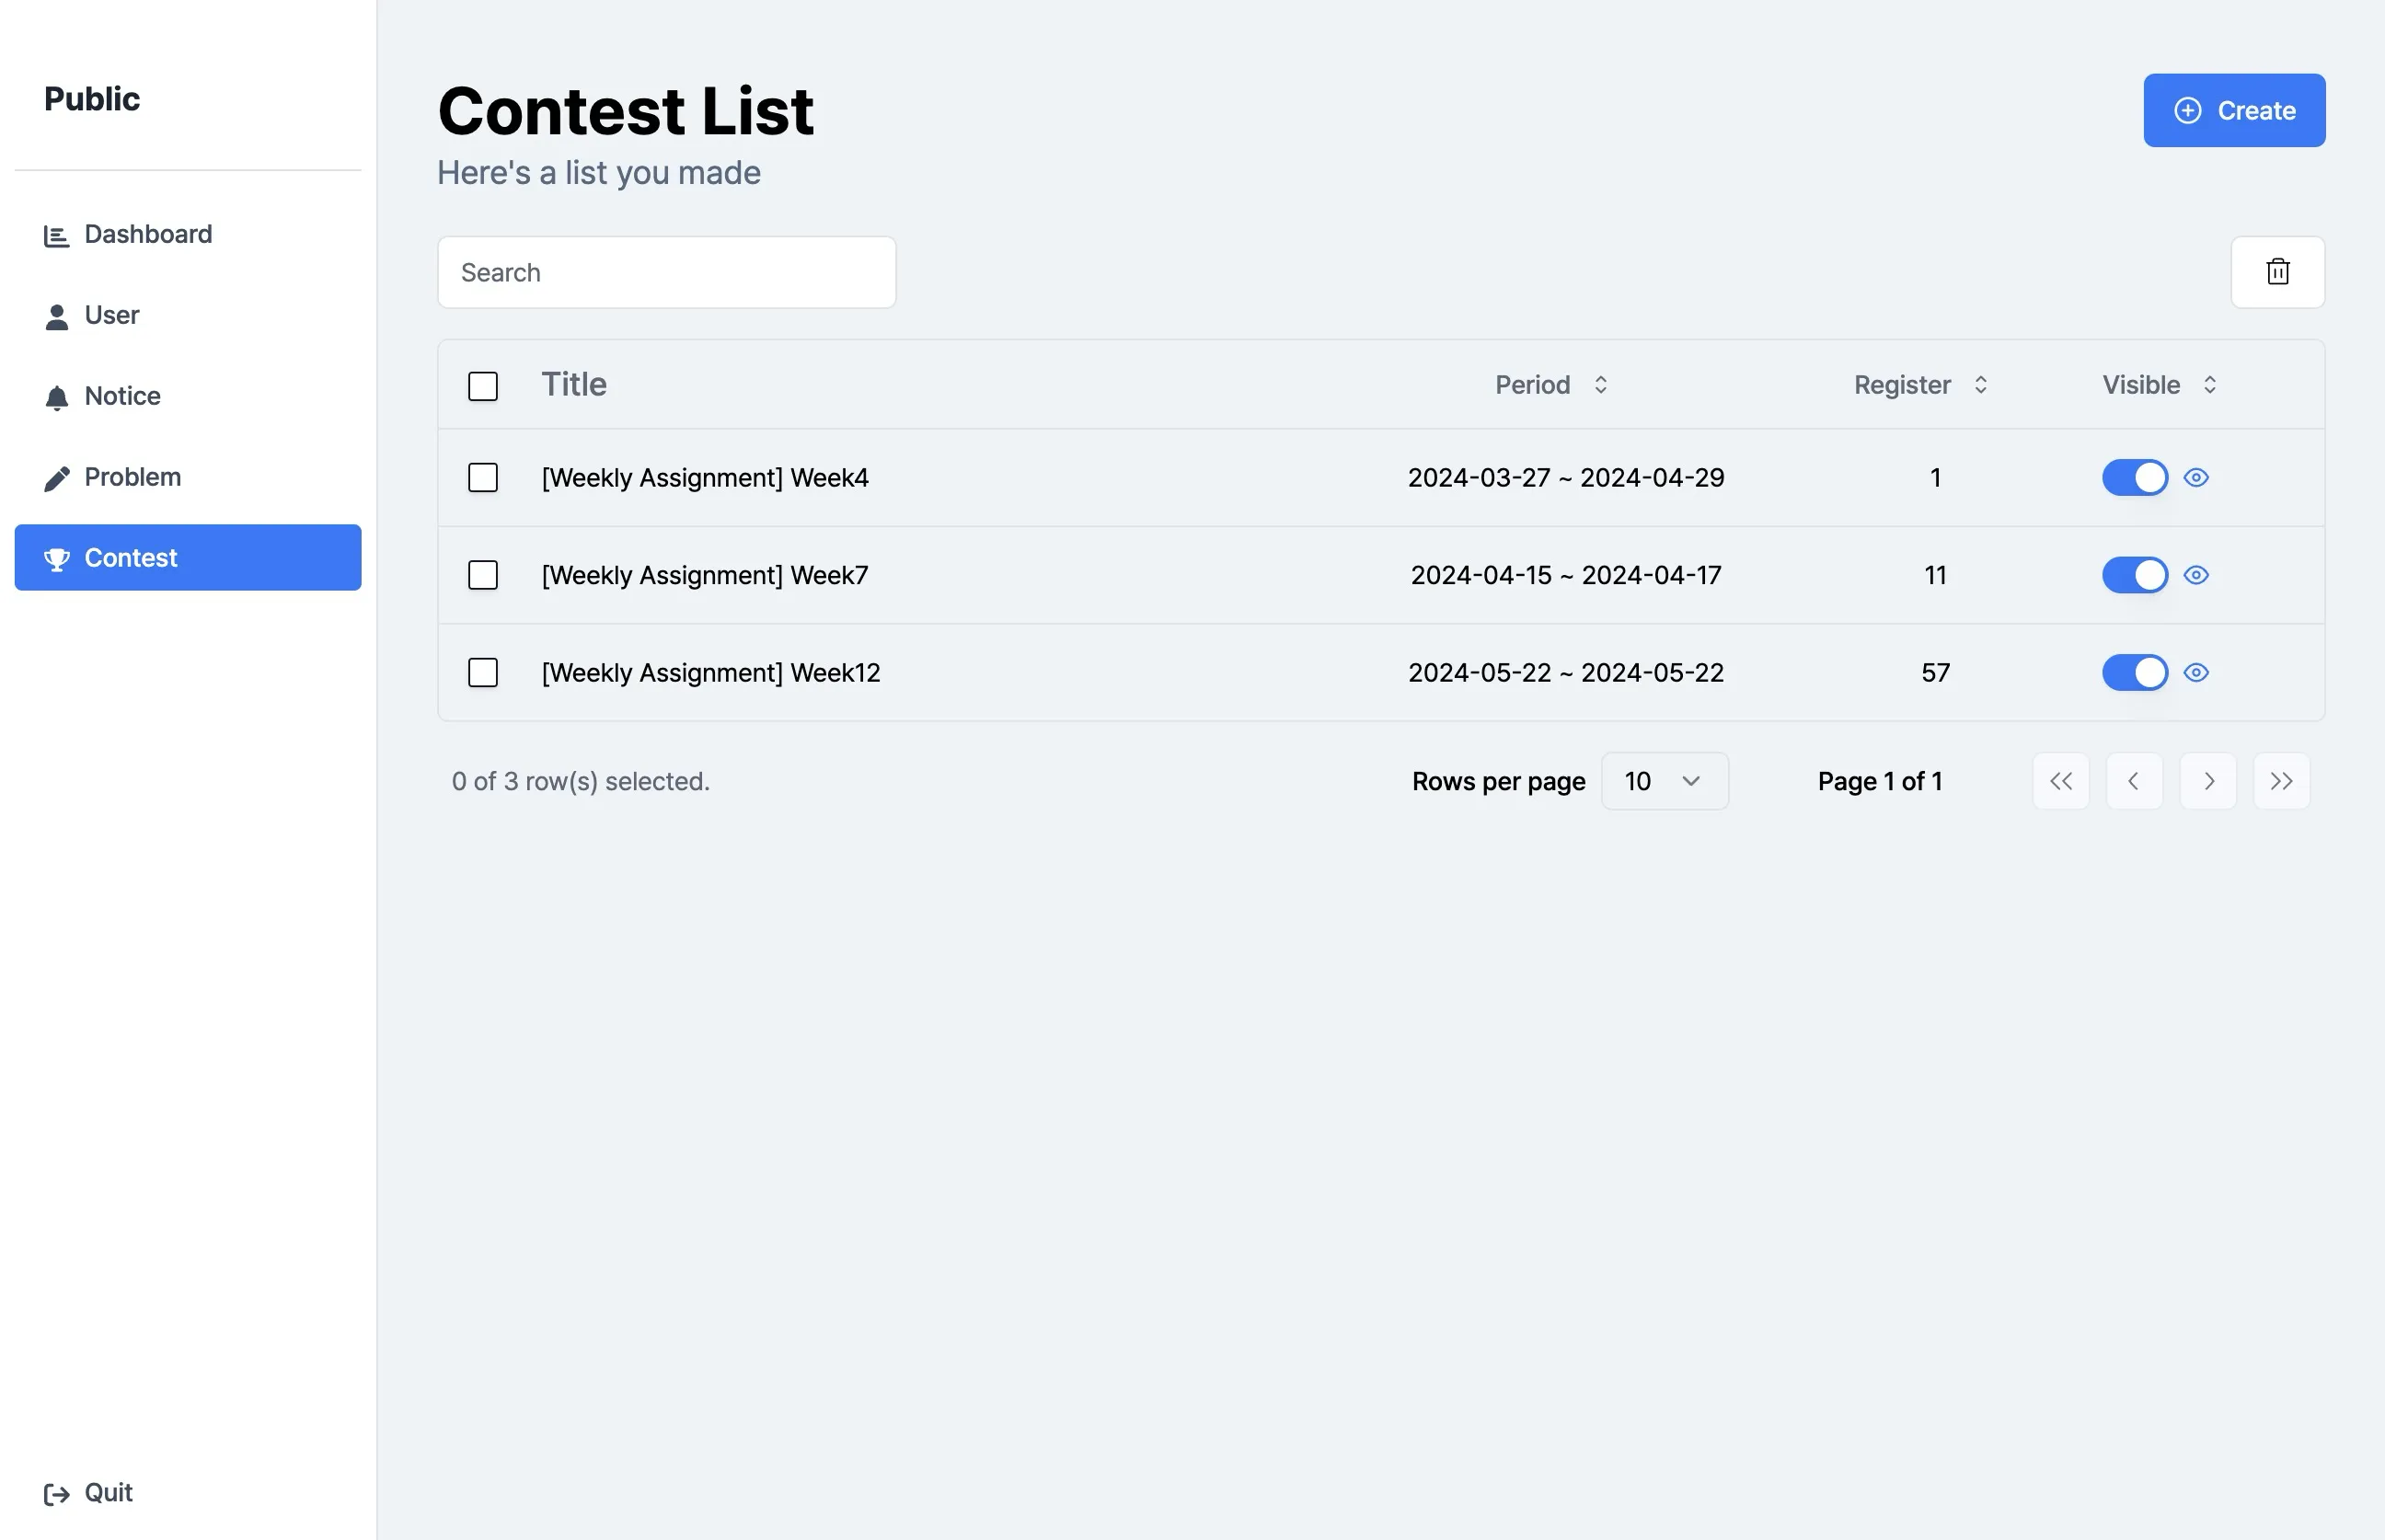 Public
Dashboard
User
Notice
Problem
Contest
Quit
Contest List
Here's a list you made
Create
Search
Title Period Register Visible
[Weekly Assignment] Week4 2024-03-27 ~ 2024-04-29 1
[Weekly Assignment] Week7 2024-04-15 ~ 2024-04-17 11
[Weekly Assignment] Week12 2024-05-22 ~ 2024-05-22 57
0 of 3 row(s) selected. Rows per page 10 Page 1 of 1